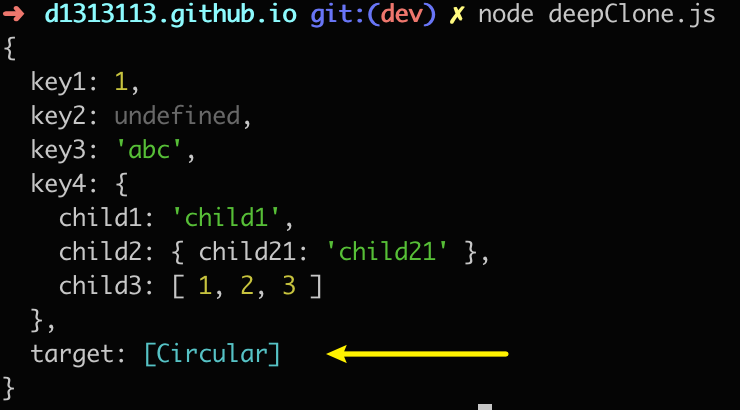 ➜ d1313113.github.io git:(dev) ✗ node deepClone.js
{
  key1: 1,
  key2: undefined,
  key3: 'abc',
  key4: {
    child1: 'child1',
    child2: { child21: 'child21' },
    child3: [ 1, 2, 3 ]
  },
  target: [Circular]
}